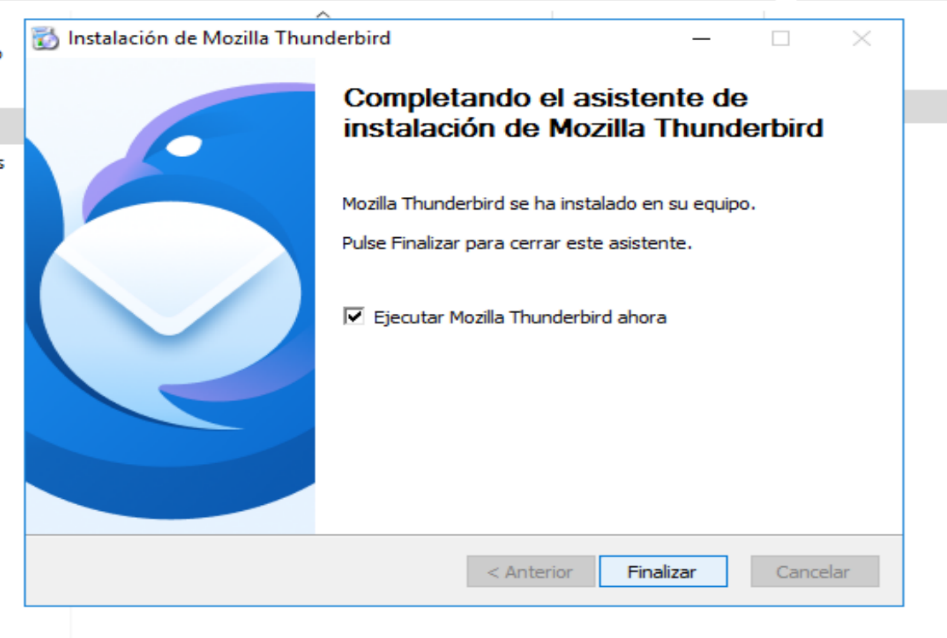 Instalación de Mozilla Thunderbird
Completando el asistente de
instalación de Mozilla Thunderbird
Mozilla Thunderbird se ha instalado en su equipo.
Pulse Finalizar para cerrar este asistente.
Ejecutar Mozilla Thunderbird ahora
< Anterior
Finalizar
Cancelar